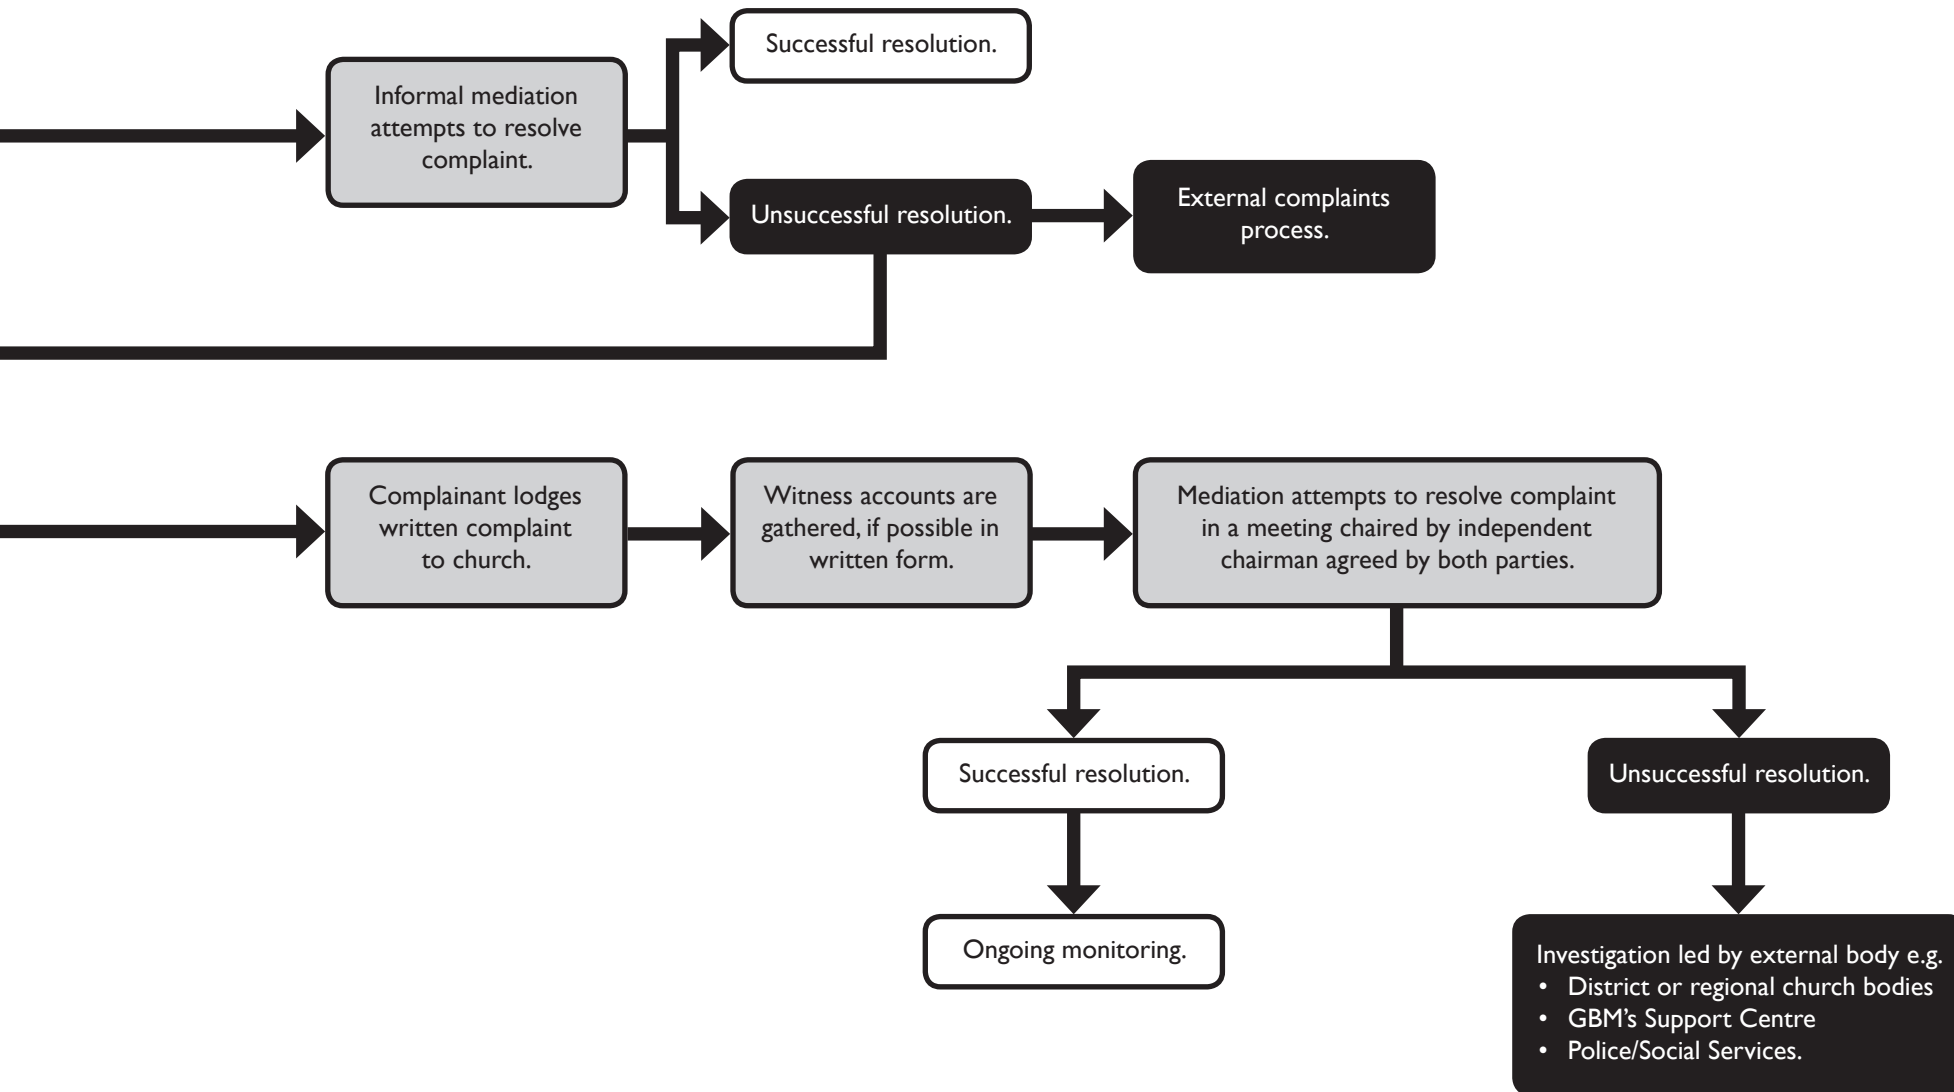 Successful resolution.
Informal mediation
attempts to resolve
complaint.
Unsuccessful resolution.
External complaints
process.
Complainant lodges
written complaint
to church.
Witness accounts are
gathered, if possible in
written form.
Mediation attempts to resolve complaint
in a meeting chaired by independent
chairman agreed by both parties.
Successful resolution.
Unsuccessful resolution.
Ongoing monitoring.
Investigation led by external body e.g.
• District or regional church bodies
• GBM’s Support Centre
• Police/Social Services.